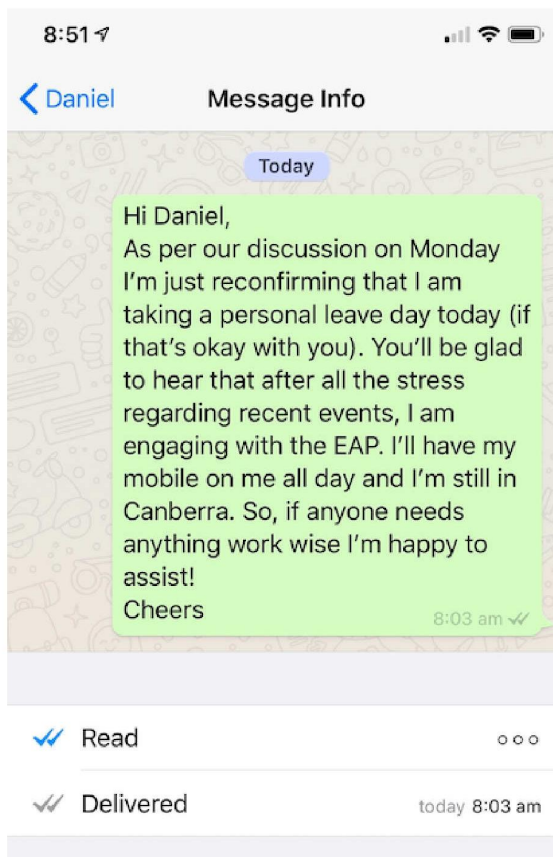 8:51
Daniel Message Info
Today
Hi Daniel,
As per our discussion on Monday
I'm just reconfirming that I am
taking a personal leave day today (if
that's okay with you). You'll be glad
to hear that after all the stress
regarding recent events, I am
engaging with the EAP. I'll have my
mobile on me all day and I'm still in
Canberra. So, if anyone needs
anything work wise I'm happy to
assist!
Cheers
8:03 am
Read
Delivered today 8:03 am